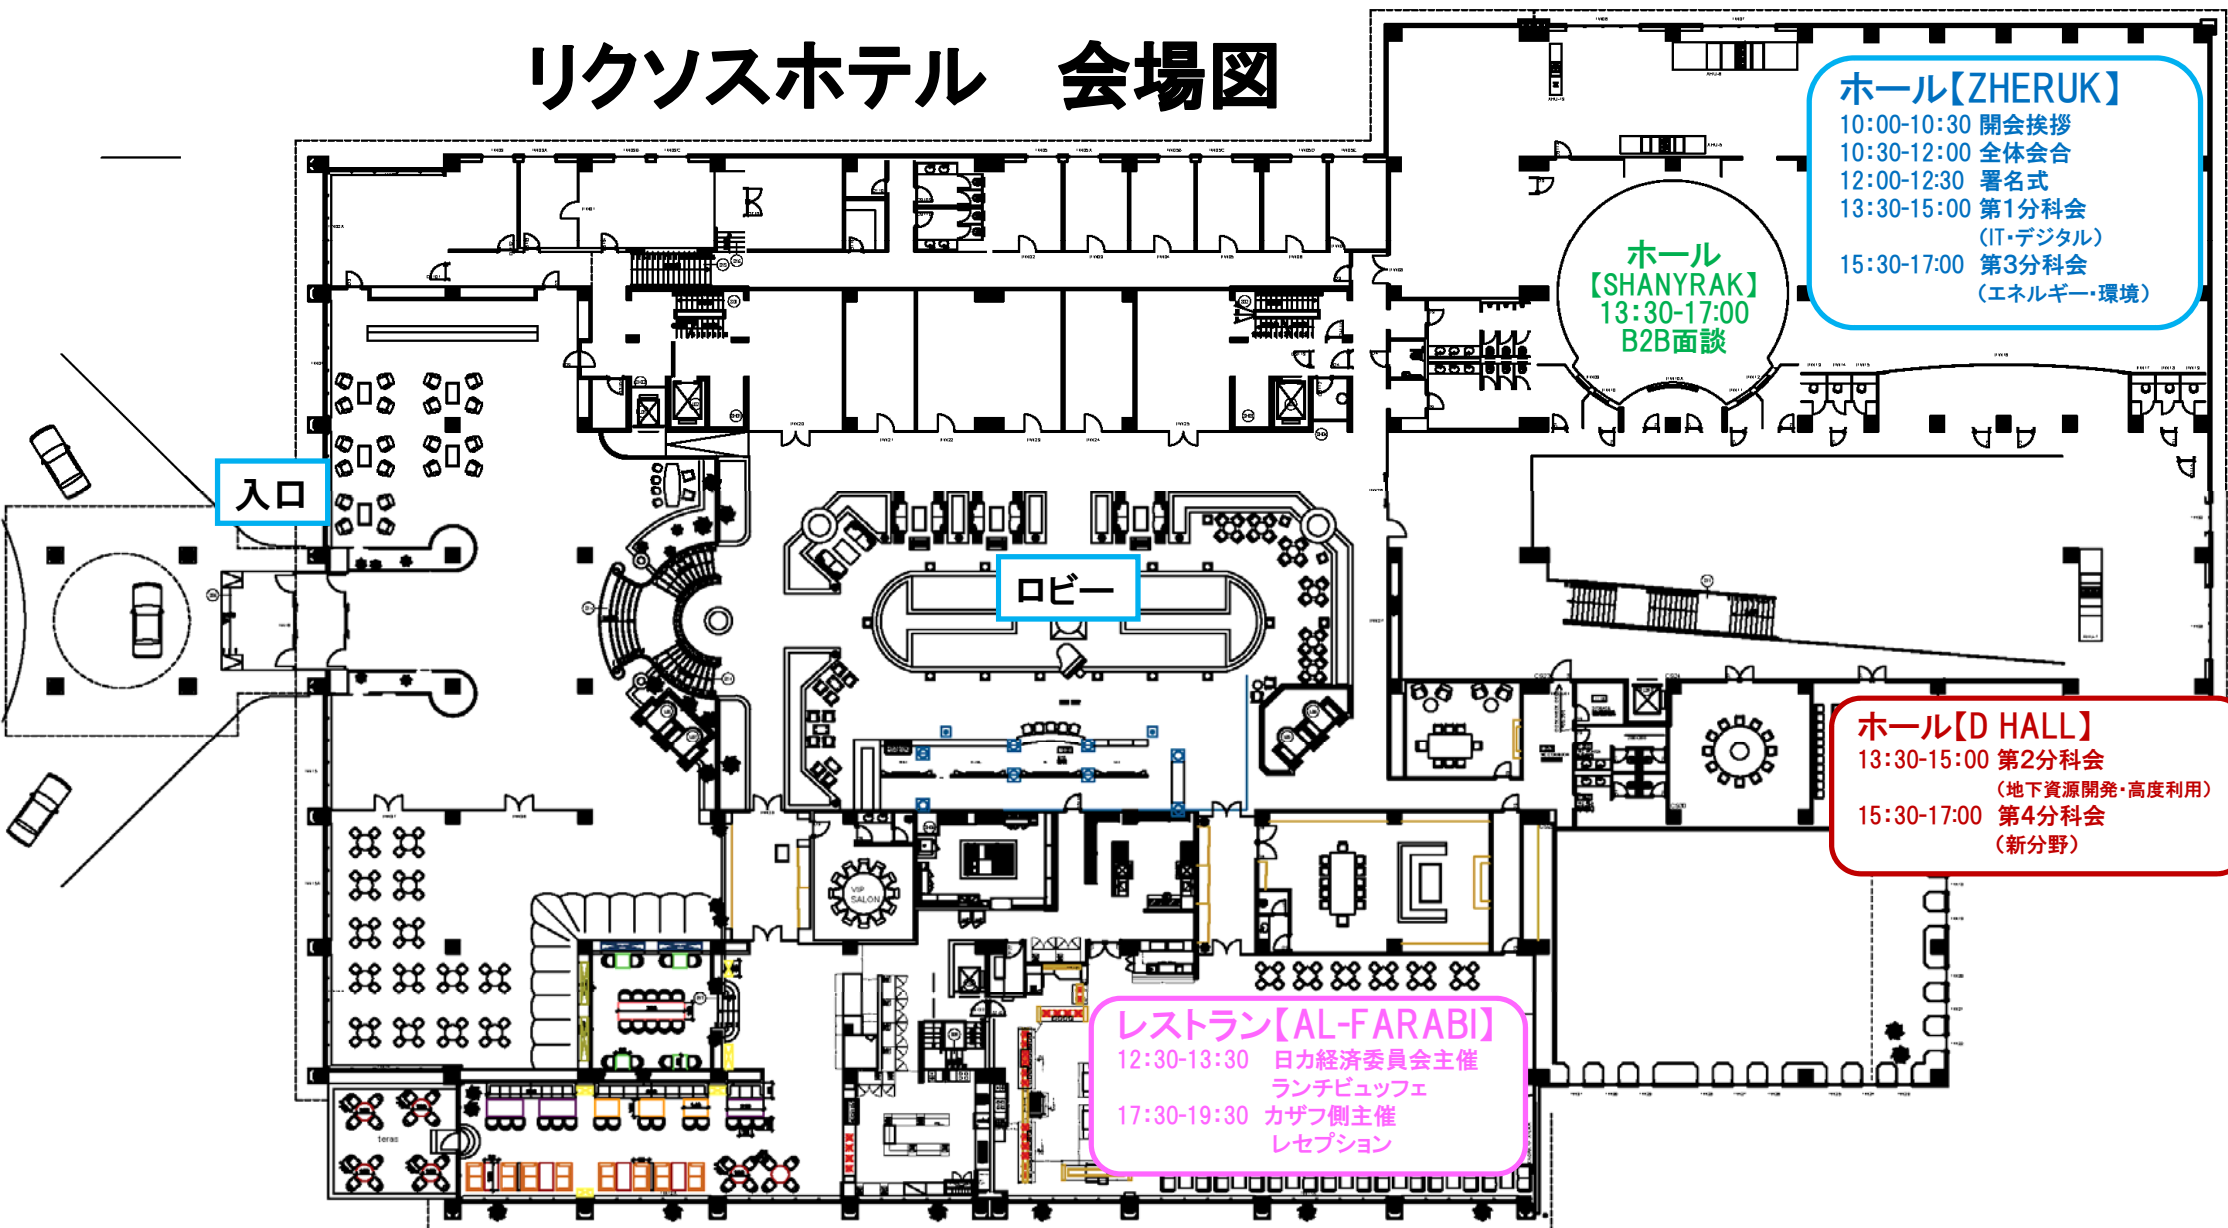 リクソスホテル　会場図
ホール【ZHERUK】
10:00-10:30 開会挨拶
10:30-12:00 全体会合
12:00-12:30 署名式
13:30-15:00 第1分科会
（IT・デジタル）
15:30-17:00 第3分科会
（エネルギー・環境）
ホール
【SHANYRAK】
13:30-17:00
B2B面談
入口
ロビー
ホール【D HALL】
13:30-15:00 第2分科会
（地下資源開発・高度利用）
15:30-17:00 第4分科会
（新分野）
VIP
SALON
レストラン【AL-FARABI】
12:30-13:30 日カ経済委員会主催
ランチビュッフェ
17:30-19:30 カザフ側主催
レセプション
teras